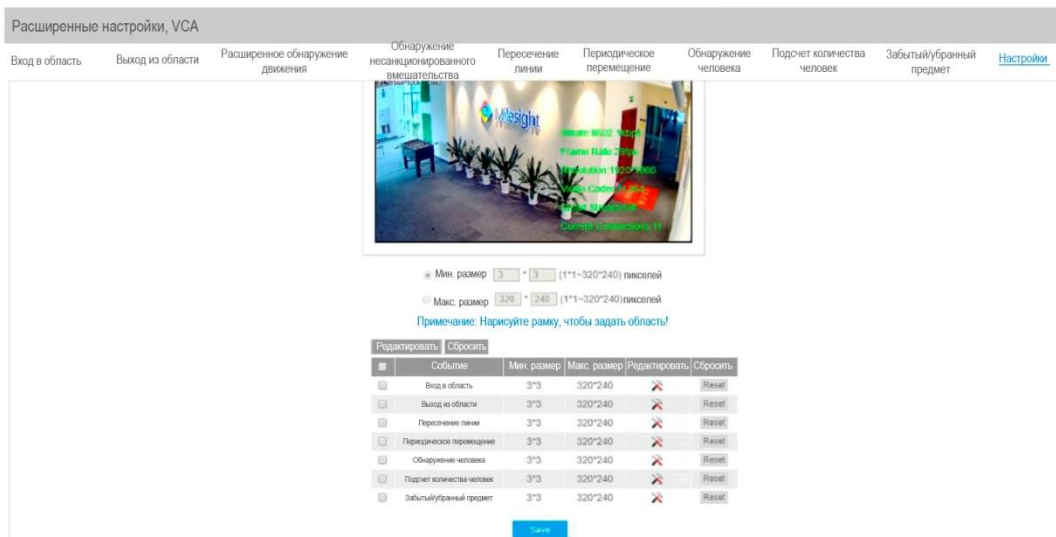 Расширенные настройки, VCA
Вход в область
Выход из области
Расширенное обнаружение
движения
Обнаружение
несанкционированного
вмешательства
Пересечение
линии
Периодическое
перемещение
Обнаружение
человека
Подсчет количества
человек
Забытый/убранный
предмет
Настройки
Milesight
Frame Rate:
Current Connections:11
Мин. размер 3 * 3 (1*1~320*240) пикселей
Макс. размер 320 * 240 (1*1~320*240)пикселей
Примечание: Нарисуйте рамку, чтобы задать область!
Редактировать Сбросить
Событие Мин. размер Макс. размер Редактировать Сбросить
Вход в область 3*3 320*240 Reset
Выход из области 3*3 320*240 Reset
Пересечение линии 3*3 320*240 Reset
Периодическое перемещение 3*3 320*240 Reset
Обнаружение человека 3*3 320*240 Reset
Подсчет количества человек 3*3 320*240 Reset
Забытый/убранный предмет 3*3 320*240 Reset
Save